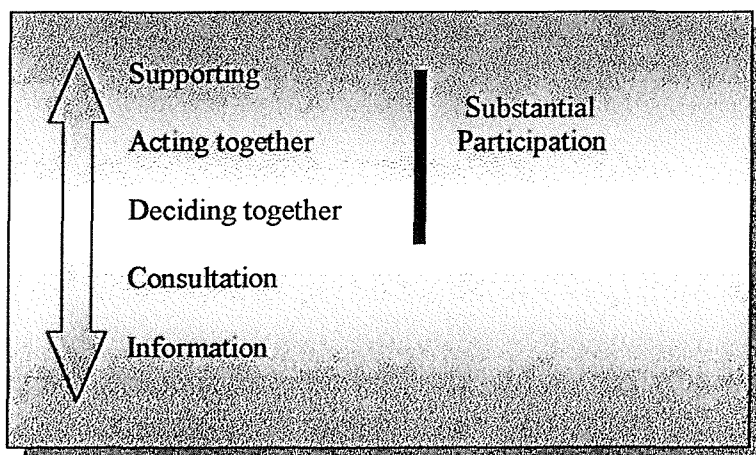 Supporting
Substantial
Participation
Acting together
Deciding together
Consultation
Information